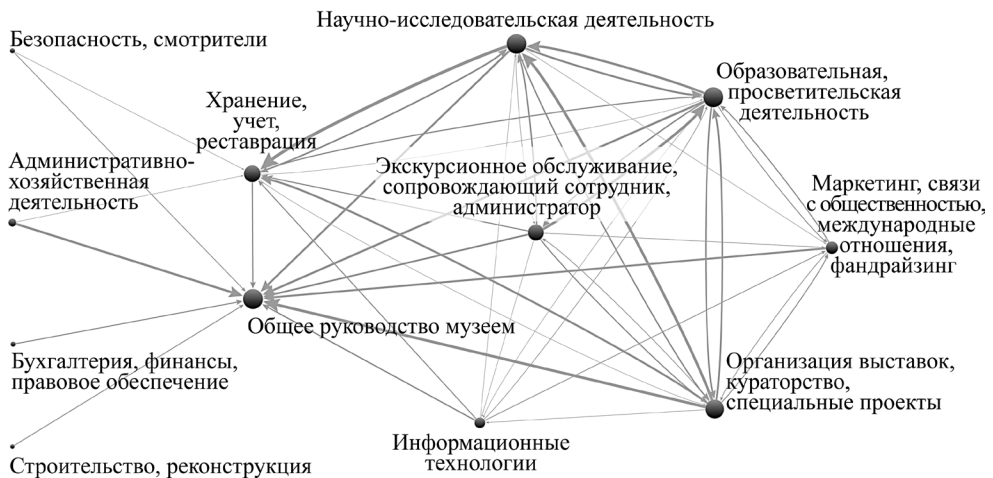 Научно-исследовательская деятельность
Безопасность, смотрители
Образовательная,
просветительская
деятельность
Хранение,
учет,
реставрация
Административно-
хозяйственная
деятельность
Экскурсионное обслуживание,
сопровождающий сотрудник,
администратор
Маркетинг, связи
с общественностью,
международные
отношения,
фандрайзинг
Общее руководство музеем
Бухгалтерия, финансы,
правовое обеспечение
Организация выставок,
кураторство,
специальные проекты
Информационные
технологии
Строительство, реконструкция